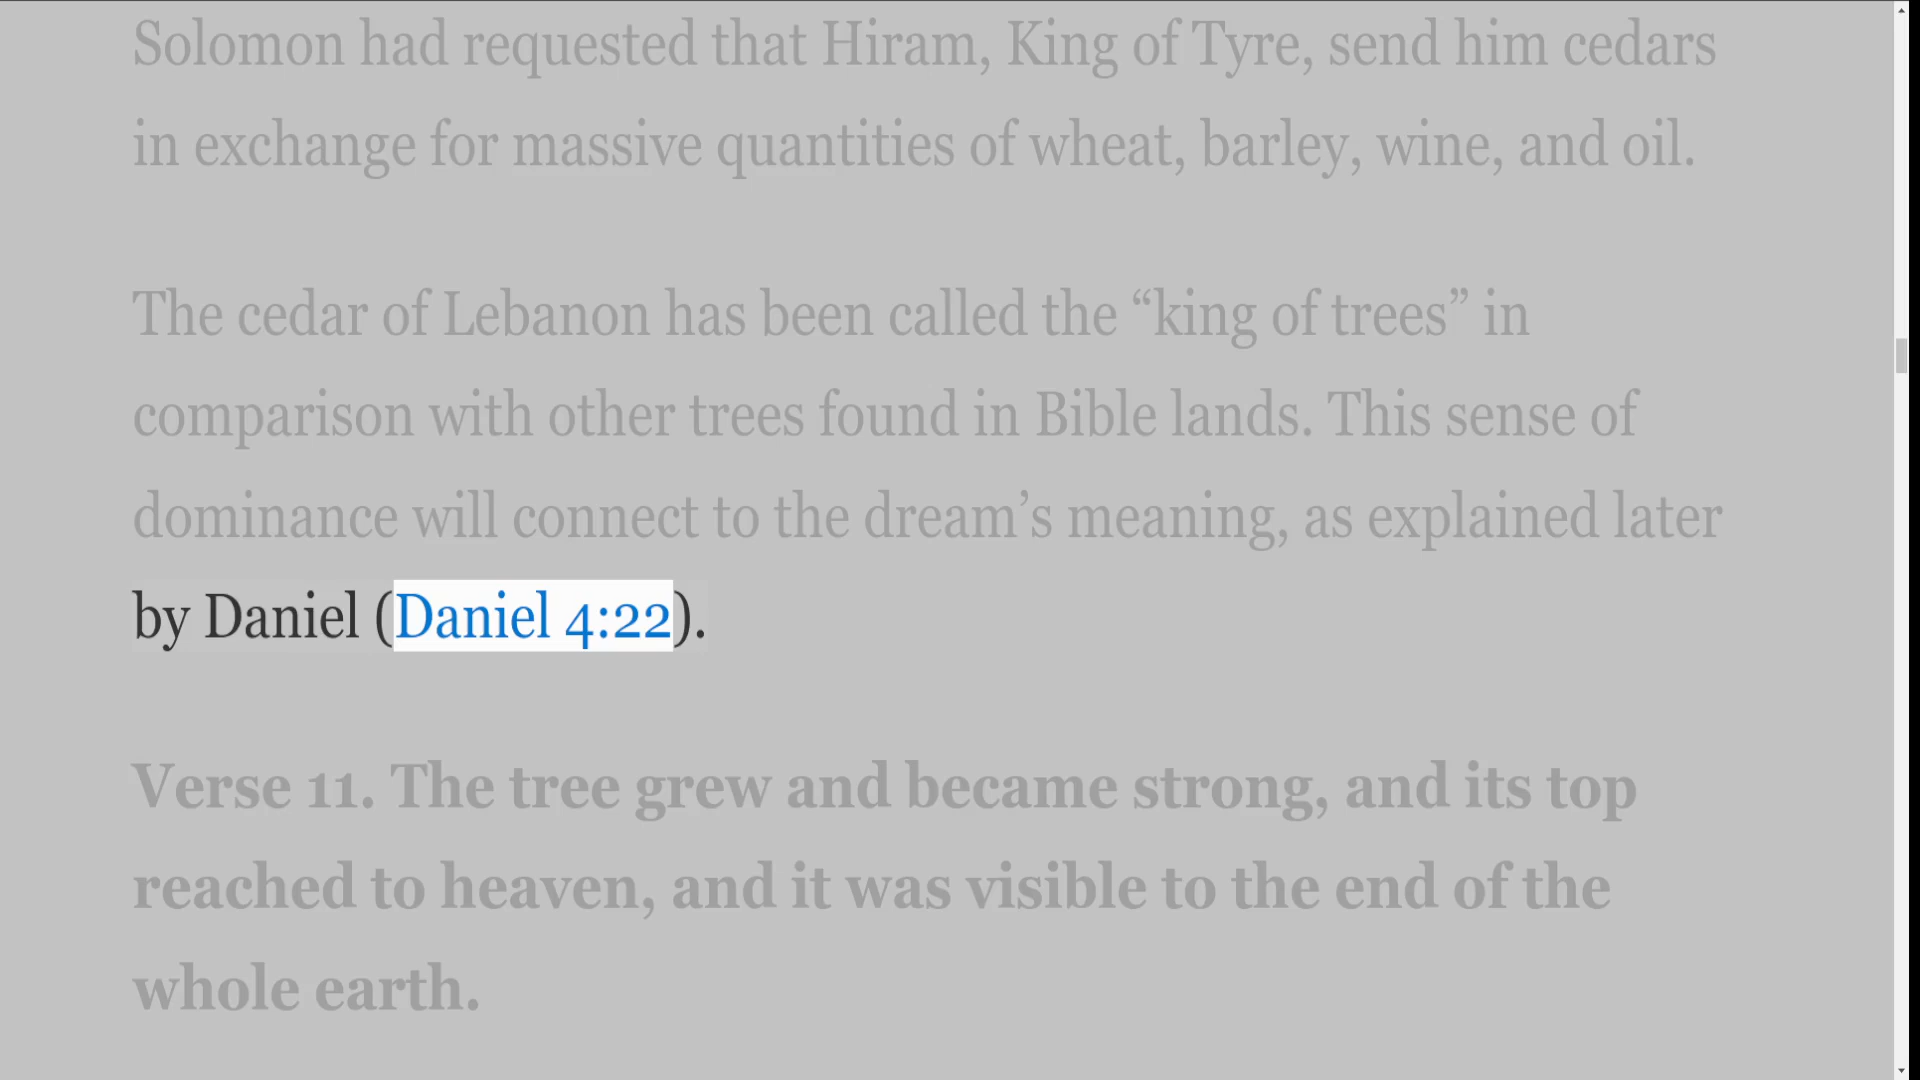 Solomon had requested that Hiram, King of Tyre, send him cedars
in exchange for massive quantities of wheat, barley, wine, and oil.
The cedar of Lebanon has been called the “king of trees” in
comparison with other trees found in Bible lands. This sense of
dominance will connect to the dream’s meaning, as explained later
by Daniel (Daniel 4:22).
Verse 11. The tree grew and became strong, and its top
reached to heaven, and it was visible to the end of the
whole earth.